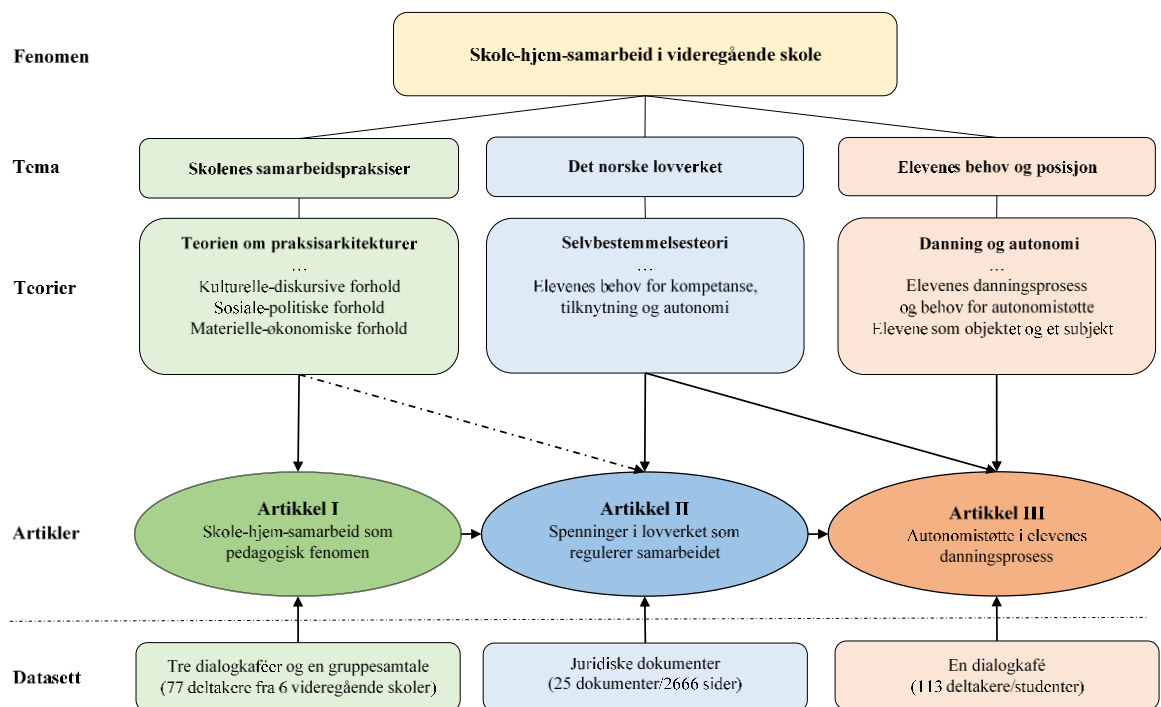 Fenomen
Skole-hjem-samarbeid i videregående skole
Tema
Skolenes samarbeidspraksiser
Det norske lovverket
Elevenes behov og posisjon
Teorier
Teorien om praksisarkitekturer
…
Kulturelle-diskursive forhold
Sosiale-politiske forhold
Materielle-økonomiske forhold
Selvbestemmelsesteori
…
Elevenes behov for kompetanse,
tilknytning og autonomi
Danning og autonomi
…
Elevenes danningsprosess
og behov for autonomistøtte
Elevene som objektet og et subjekt
Artikler
Artikkel I
Skole-hjem-samarbeid som
pedagogisk fenomen
Artikkel II
Spenninger i lovverket som
regulerer samarbeidet
Artikkel III
Autonomistøtte i elevenes
danningsprosess
Datasett
Tre dialogkaféer og en gruppesamtale
(77 deltakere fra 6 videregående skoler)
Juridiske dokumenter
(25 dokumenter/2666 sider)
En dialogkafé
(113 deltakere/studenter)